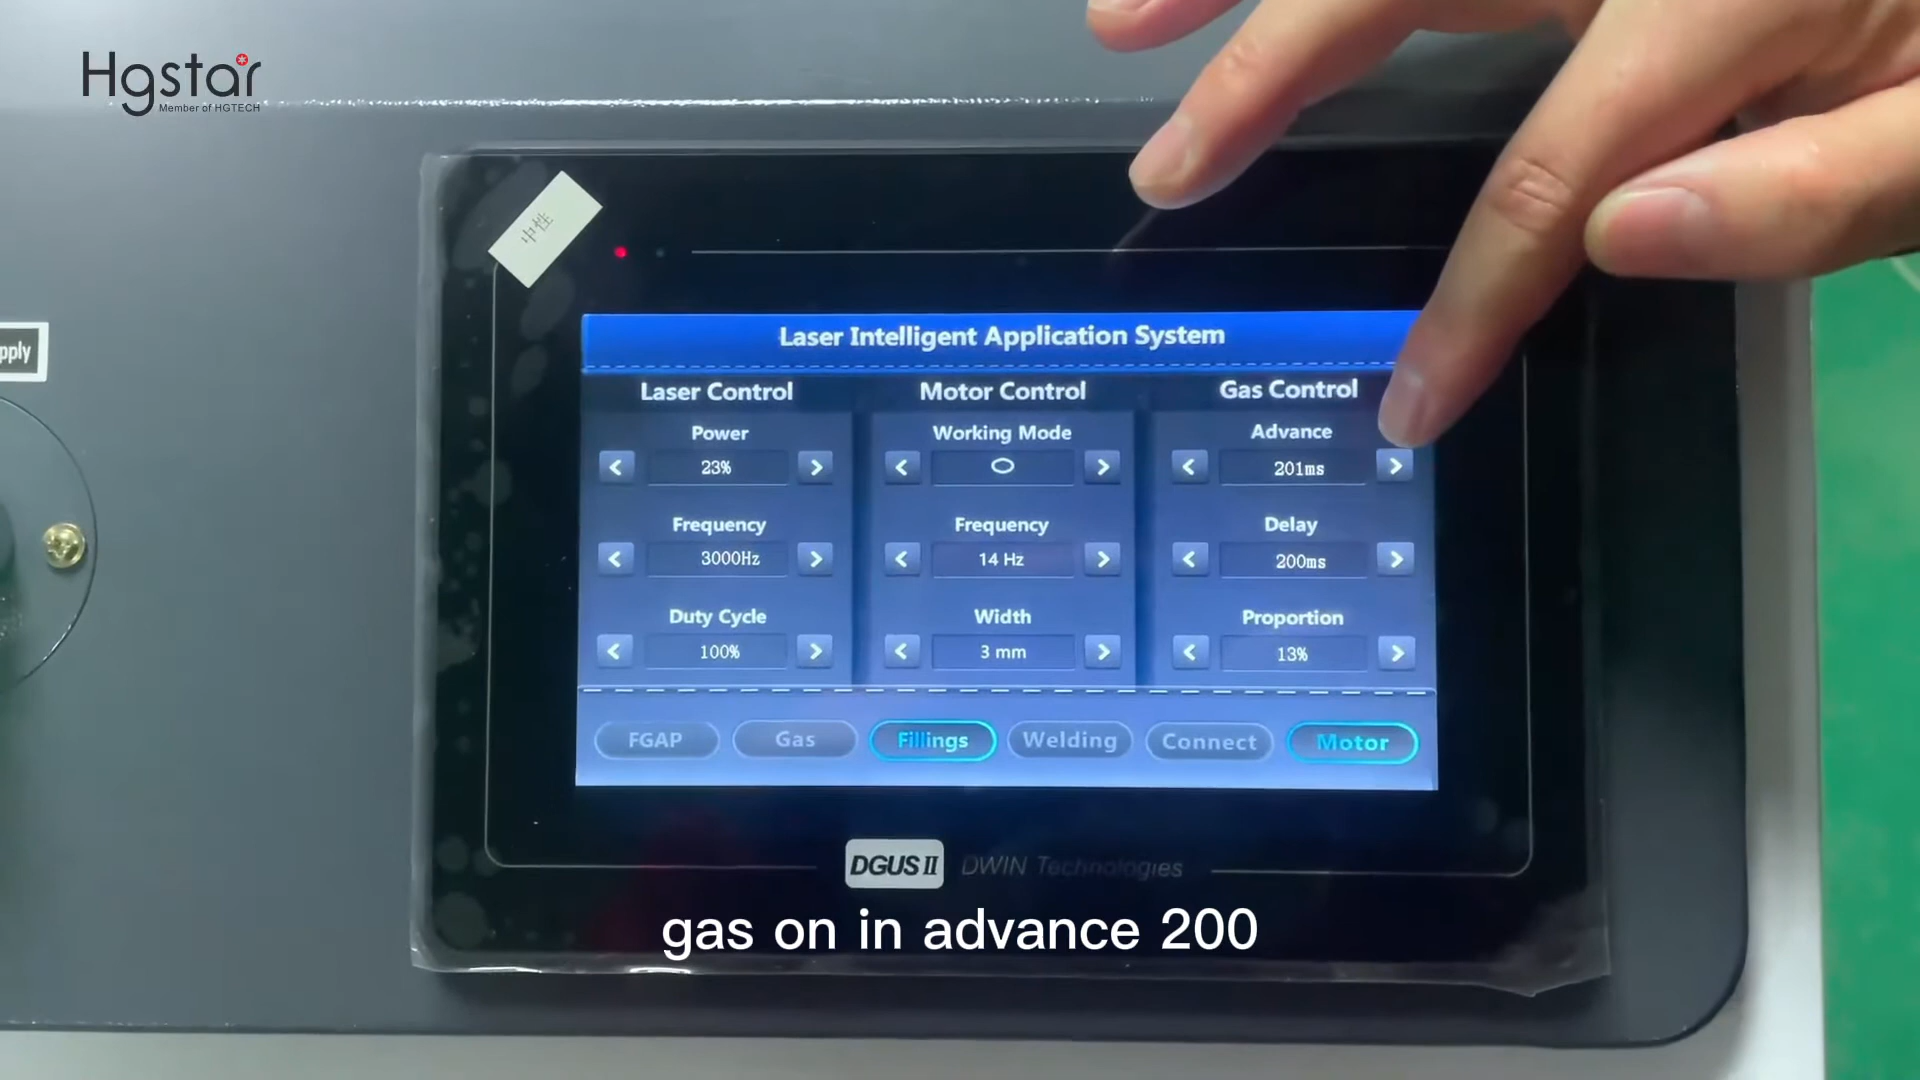 Hgstar
Member of HGTECH
中性
pply
Laser Intelligent Application System
Laser Control
Motor Control
Gas Control
Power
Working Mode
Advance
< 23% >
< >
< 201ms >
Frequency
Frequency
Delay
< 3000Hz >
< 14 Hz >
< 200ms >
Duty Cycle
Width
Proportion
< 100% >
< 3 mm >
< 13% >
FGAP
Gas
Fillings
Welding
Connect
Motor
DGUS II DWIN Technologies
gas on in advance 200